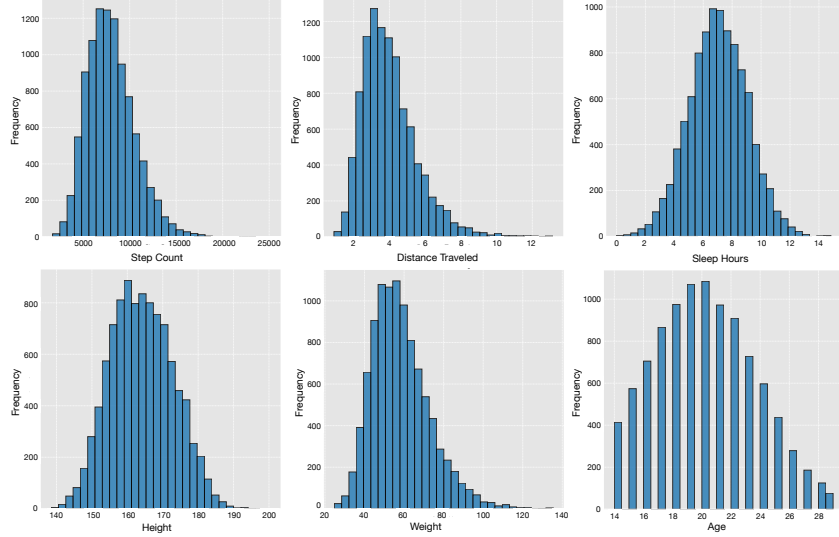 1200
1000
800
600
400
200
0
Frequency
5000 10000 15000 20000 25000
Step Count
1200
1000
800
600
400
200
0
Frequency
2 4 6 8 10 12
Distance Traveled
1000
800
600
400
200
0
Frequency
0 2 4 6 8 10 12 14
Sleep Hours
800
600
400
200
0
Frequency
140 150 160 170 180 190 200
Height
1000
800
600
400
200
0
Frequency
20 40 60 80 100 120 140
Weight
1000
800
600
400
200
0
Frequency
14 16 18 20 22 24 26 28
Age